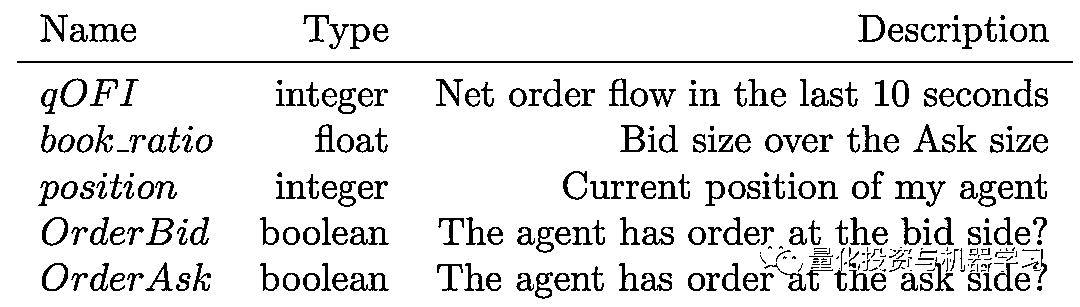 Name Type Description
qOFI integer Net order flow in the last 10 seconds
book_ratio float Bid size over the Ask size
position integer Current position of my agent
OrderBid boolean The agent has order at the bid side?
OrderAsk boolean The agent has order at the ask side?
量化投资与机器学习